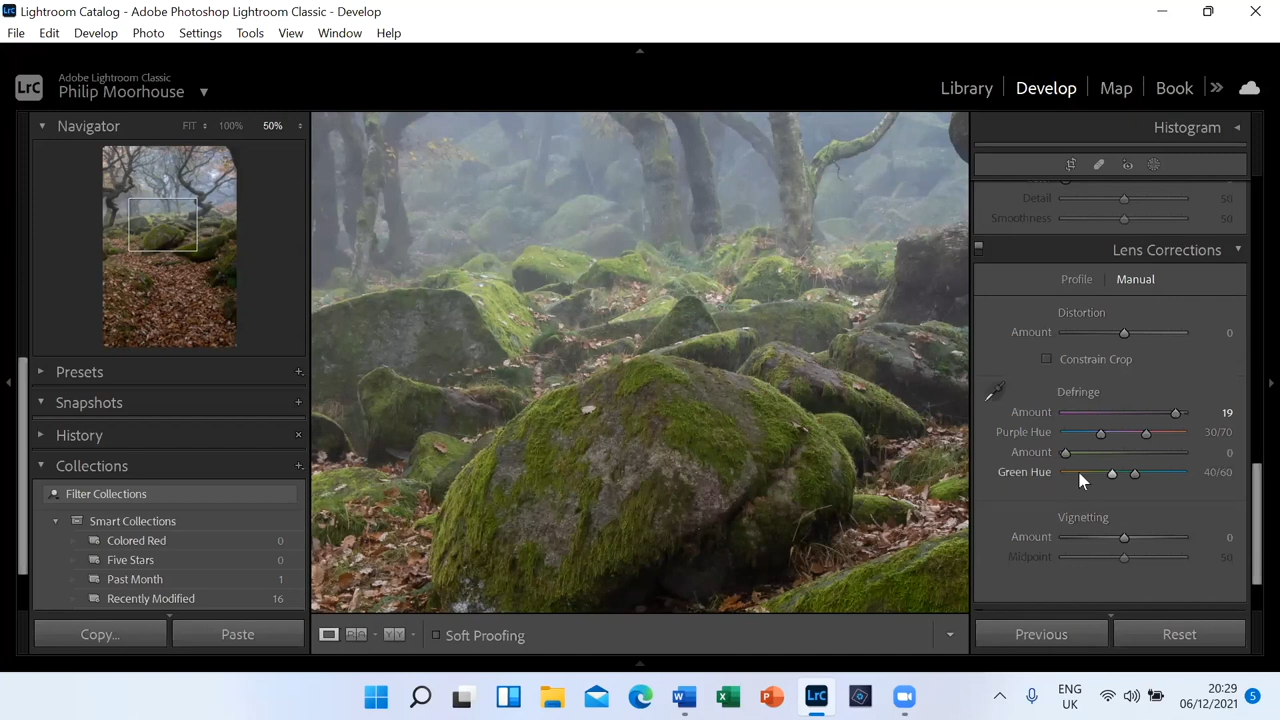 Lightroom Catalog - Adobe Photoshop Lightroom Classic - Develop
File Edit Develop Photo Settings Tools View Window Help
LrC
Adobe Lightroom Classic
Philip Moorhouse
Library Develop Map Book
Navigator FIT 100% 50%
Presets
Snapshots
History
Collections
Filter Collections
Smart Collections
Colored Red 0
Five Stars 0
Past Month 1
Recently Modified 16
Copy... Paste
Soft Proofing
Histogram
Detail 50
Smoothness 50
Lens Corrections
Profile Manual
Distortion
Amount 0
Constrain Crop
Defringe
Amount 19
Purple Hue 30/70
Amount 0
Green Hue 40/60
Vignetting
Amount 0
Midpoint 50
Previous Reset
LrC
ENG
UK
20:29
06/12/2021
5